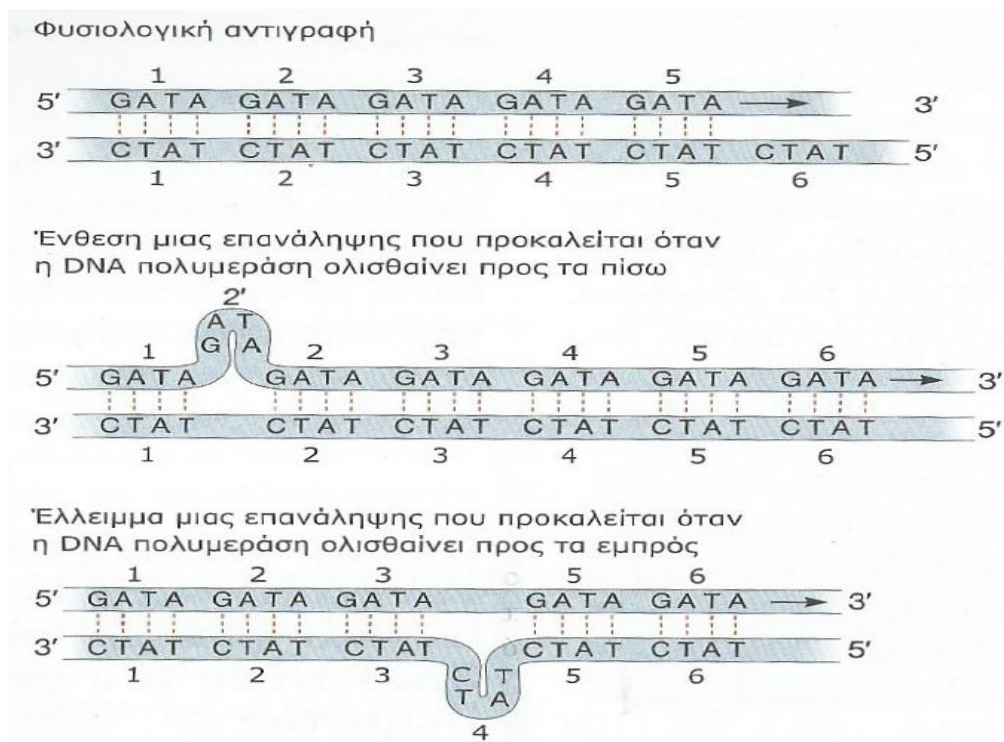 Φυσιολογική αντιγραφή
1 2 3 4 5
5′ GATA GATA GATA GATA GATA 3′
3′ CTAT CTAT CTAT CTAT CTAT CTAT 5′
1 2 3 4 5 6
Ένθεση μιας επανάληψης που προκαλείται όταν
η DNA πολυμεράση ολισθαίνει προς τα πίσω
2′
A T
G A
1 2 3 4 5 6
5′ GATA GATA GATA GATA GATA GATA 3′
3′ CTAT CTAT CTAT CTAT CTAT CTAT 5′
1 2 3 4 5 6
Έλλειμμα μιας επανάληψης που προκαλείται όταν
η DNA πολυμεράση ολισθαίνει προς τα εμπρός
1 2 3 5 6
5′ GATA GATA GATA GATA GATA 3′
3′ CTAT CTAT CTAT CTAT CTAT 5′
1 2 3 5 6
C T
T A
4